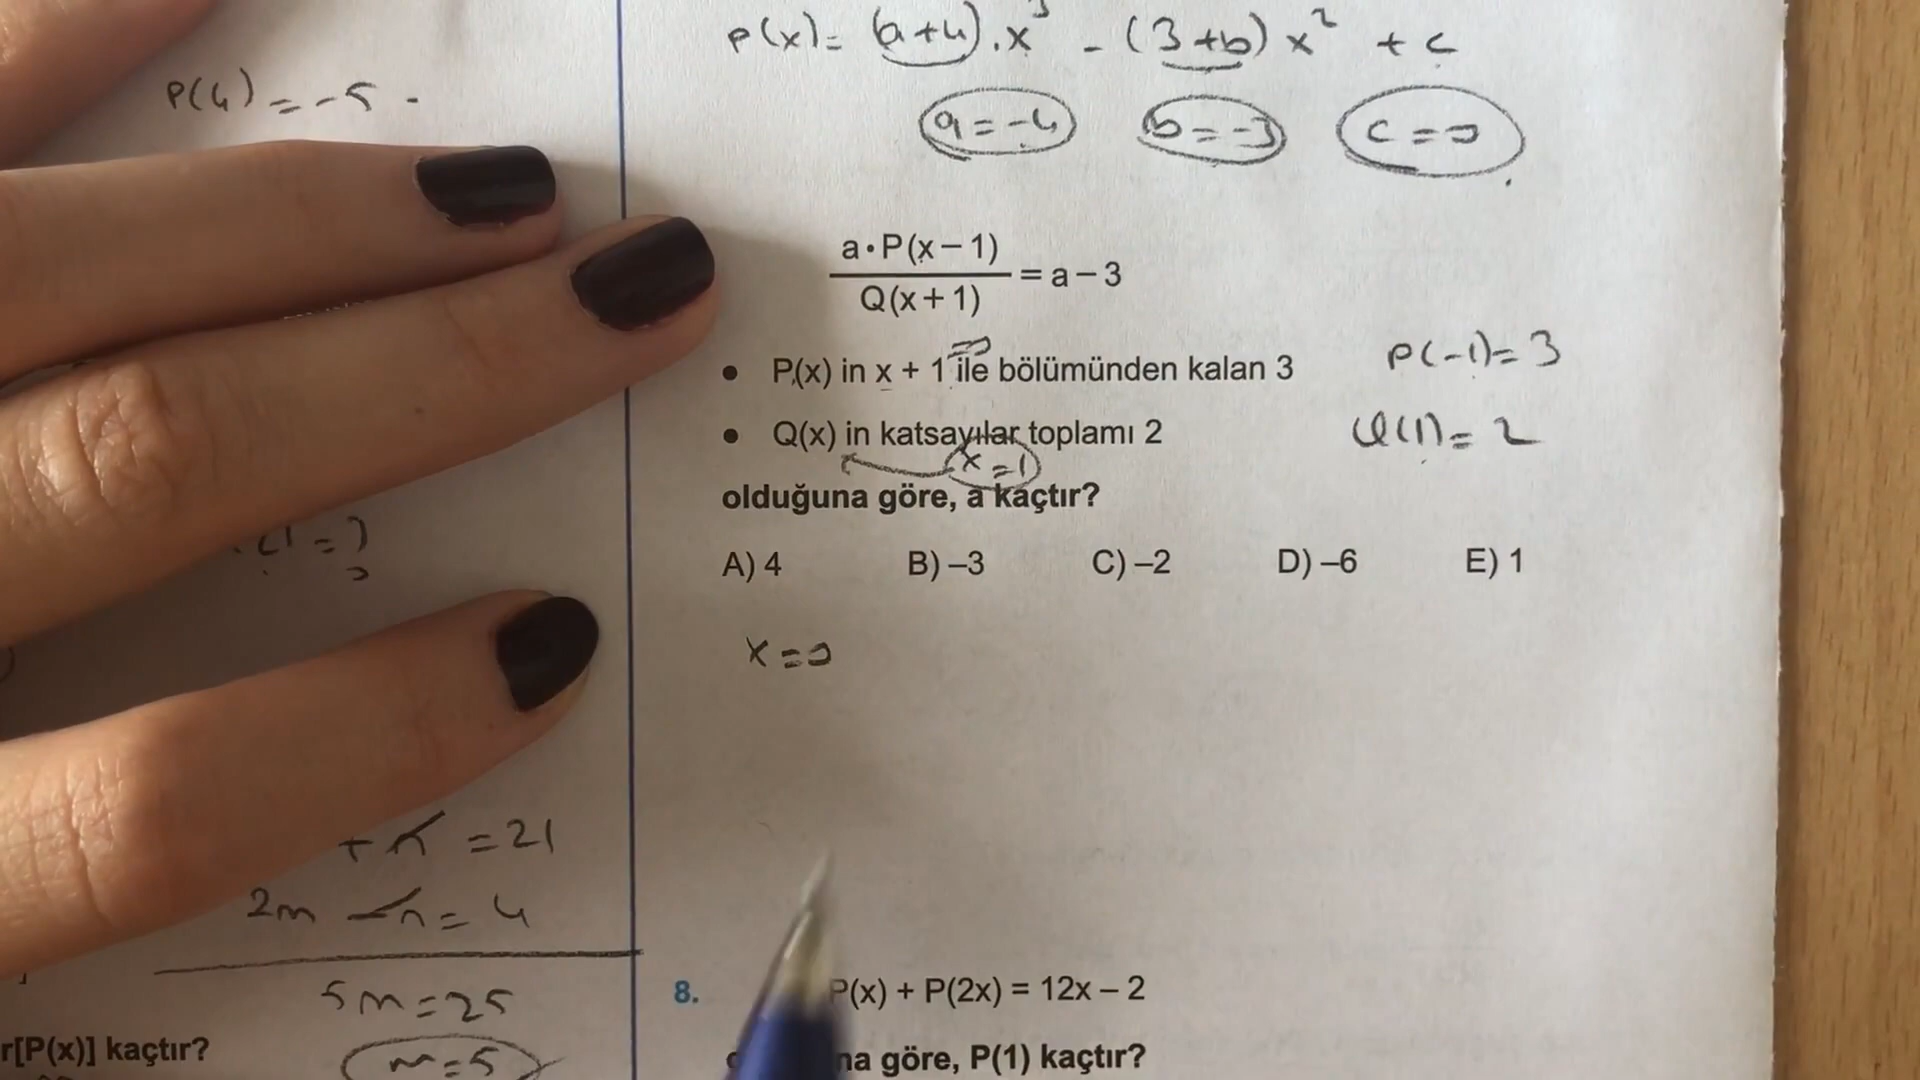 P(4) = -5
P(x) = (a+4).x³ - (3+b) x² + c
a=-4 b=-3 c=0
a·P(x-1)
Q(x+1)
= a-3
• P(x) in x + 1 ile bölümünden kalan 3 P(-1)=3
=0
• Q(x) in katsayılar toplamı 2 Q(1)=2
x=1
olduğuna göre, a kaçtır?
A) 4 B) –3 C) –2 D) –6 E) 1
x=0
+ n = 21
2m - n = 4
5m=25
m=5
r[P(x)] kaçtır?
8. P(x) + P(2x) = 12x – 2
göre, P(1) kaçtır?